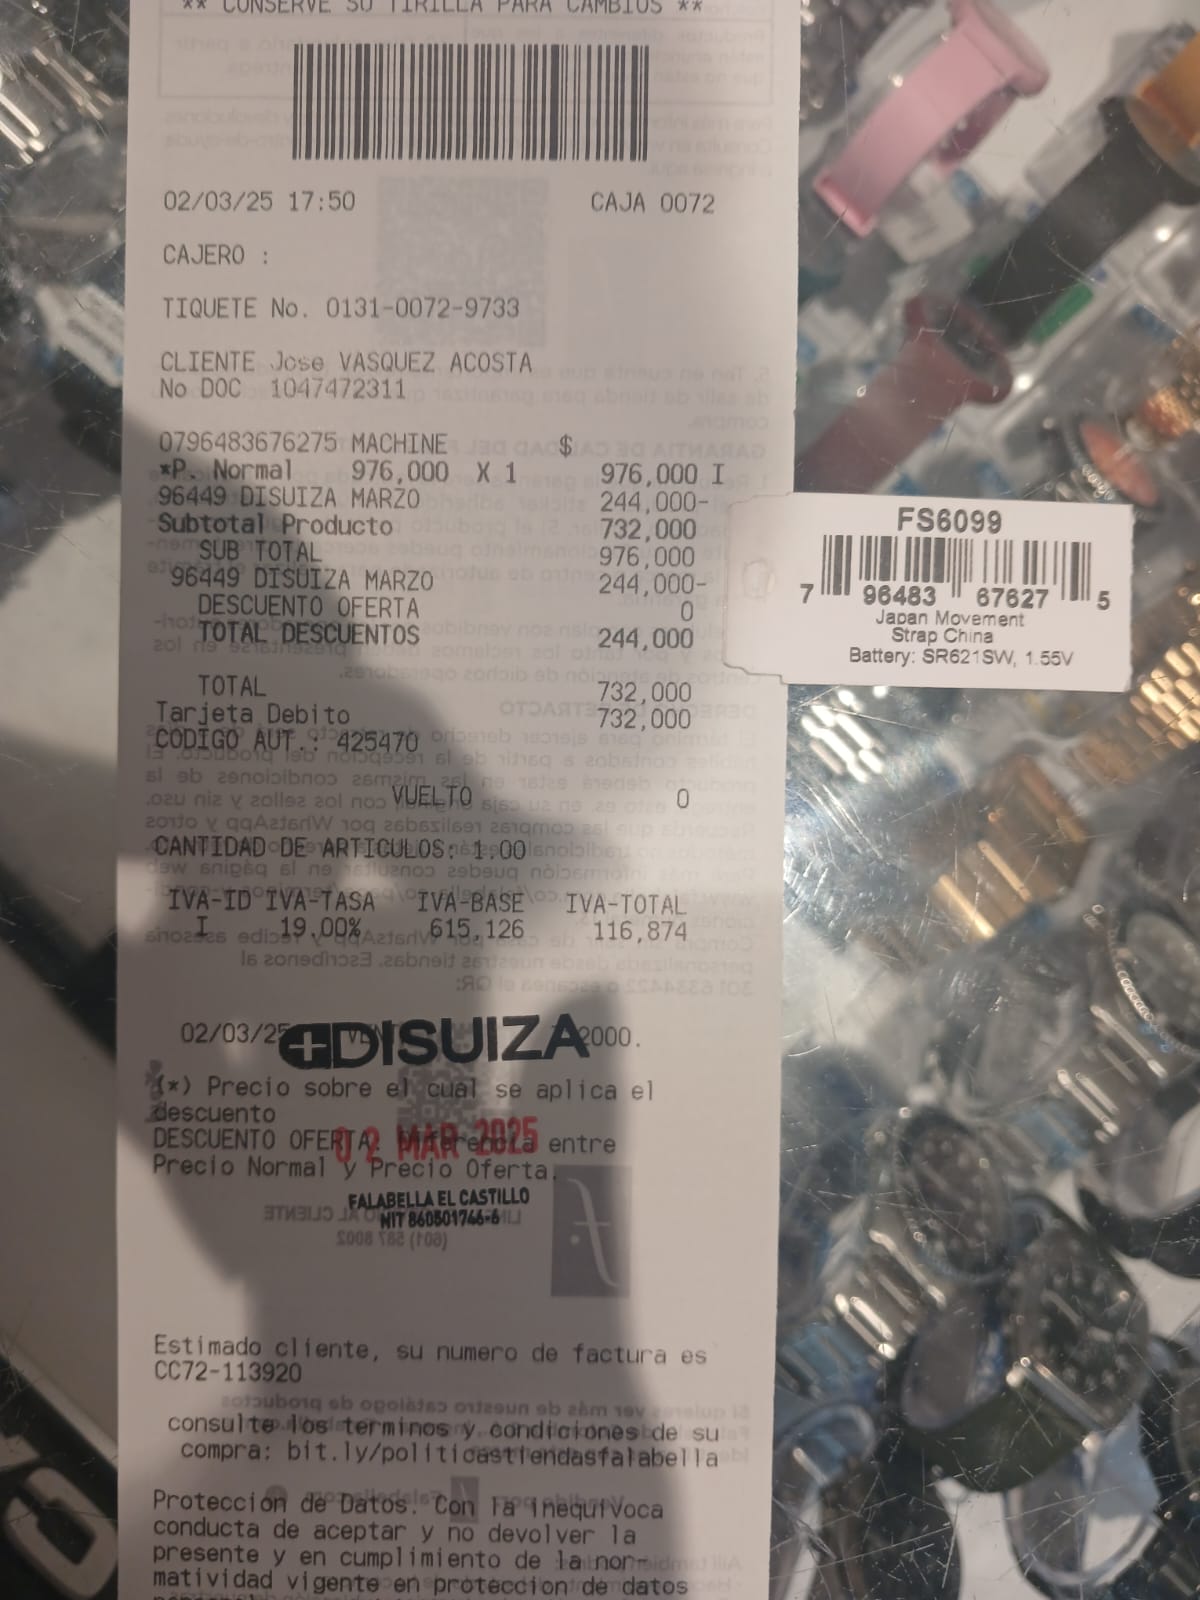 ** CONSERVE SU TIRILLA PARA CAMBIOS **
02/03/25 17:50 CAJA 0072
CAJERO :
TIQUETE No. 0131-0072-9733
CLIENTE Jose VASQUEZ ACOSTA
No DOC 1047472311
0796483676275 MACHINE $
*P. Normal 976,000 X 1 976,000 I
96449 DISUIZA MARZO 244,000-
Subtotal Producto 732,000
SUB TOTAL 976,000
96449 DISUIZA MARZO 244,000-
DESCUENTO OFERTA 0
TOTAL DESCUENTOS 244,000
TOTAL 732,000
Tarjeta Debito 732,000
CODIGO AUT.: 425470
VUELTO 0
CANTIDAD DE ARTICULOS: 1.00
IVA-ID IVA-TASA IVA-BASE IVA-TOTAL
I 19.00% 615,126 116,874
02/03/25 2000.
DISUIZA
(*) Precio sobre el cual se aplica el
descuento
DESCUENTO OFERTA: Diferencia entre
02 MAR 2025
Precio Normal y Precio Oferta.
FALABELLA EL CASTILLO
NIT 860501746-6
Estimado cliente, su numero de factura es
CC72-113920
consulte los terminos y condiciones de su
compra: bit.ly/politicastiendasfalabella
Protección de Datos. Con la inequivoca
conducta de aceptar y no devolver la
presente y en cumplimiento de la nor-
matividad vigente en proteccion de datos
FS6099
7 96483 67627 5
Japan Movement
Strap China
Battery: SR621SW, 1.55V